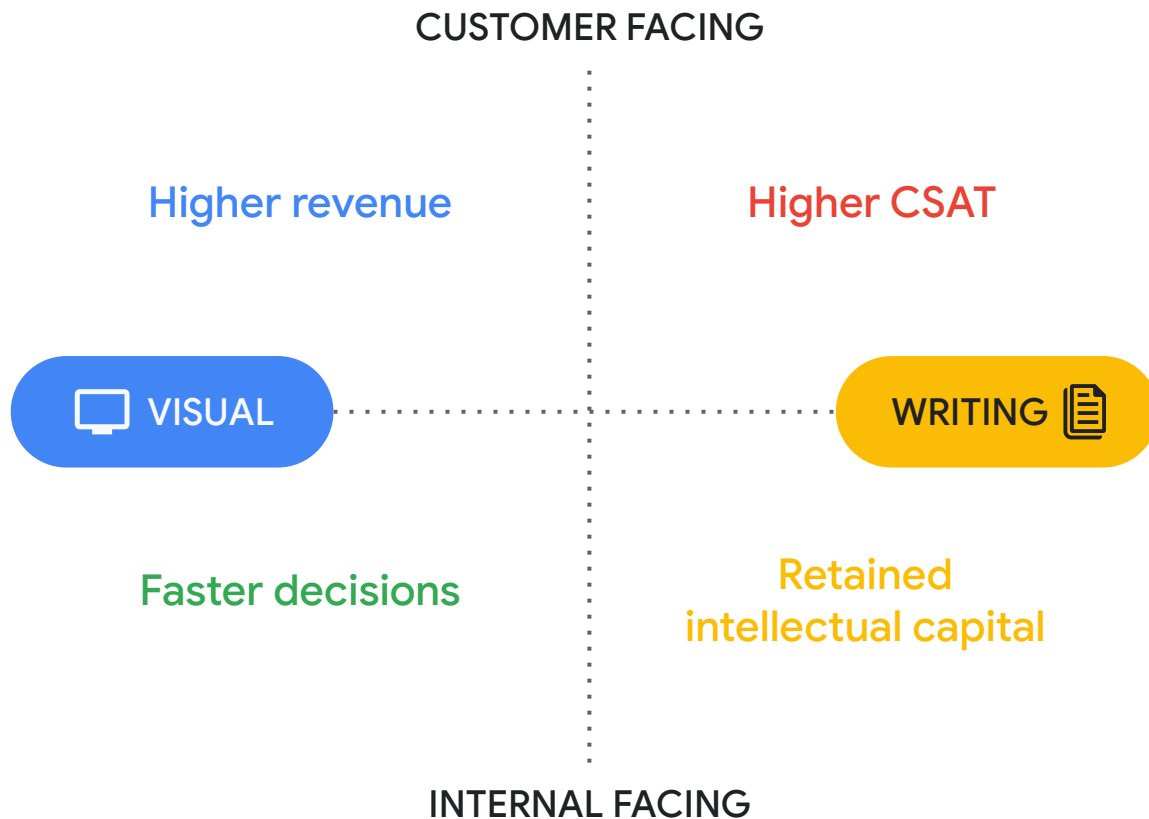 CUSTOMER FACING
Higher revenue
Higher CSAT
VISUAL
WRITING
Faster decisions
Retained
intellectual capital
INTERNAL FACING